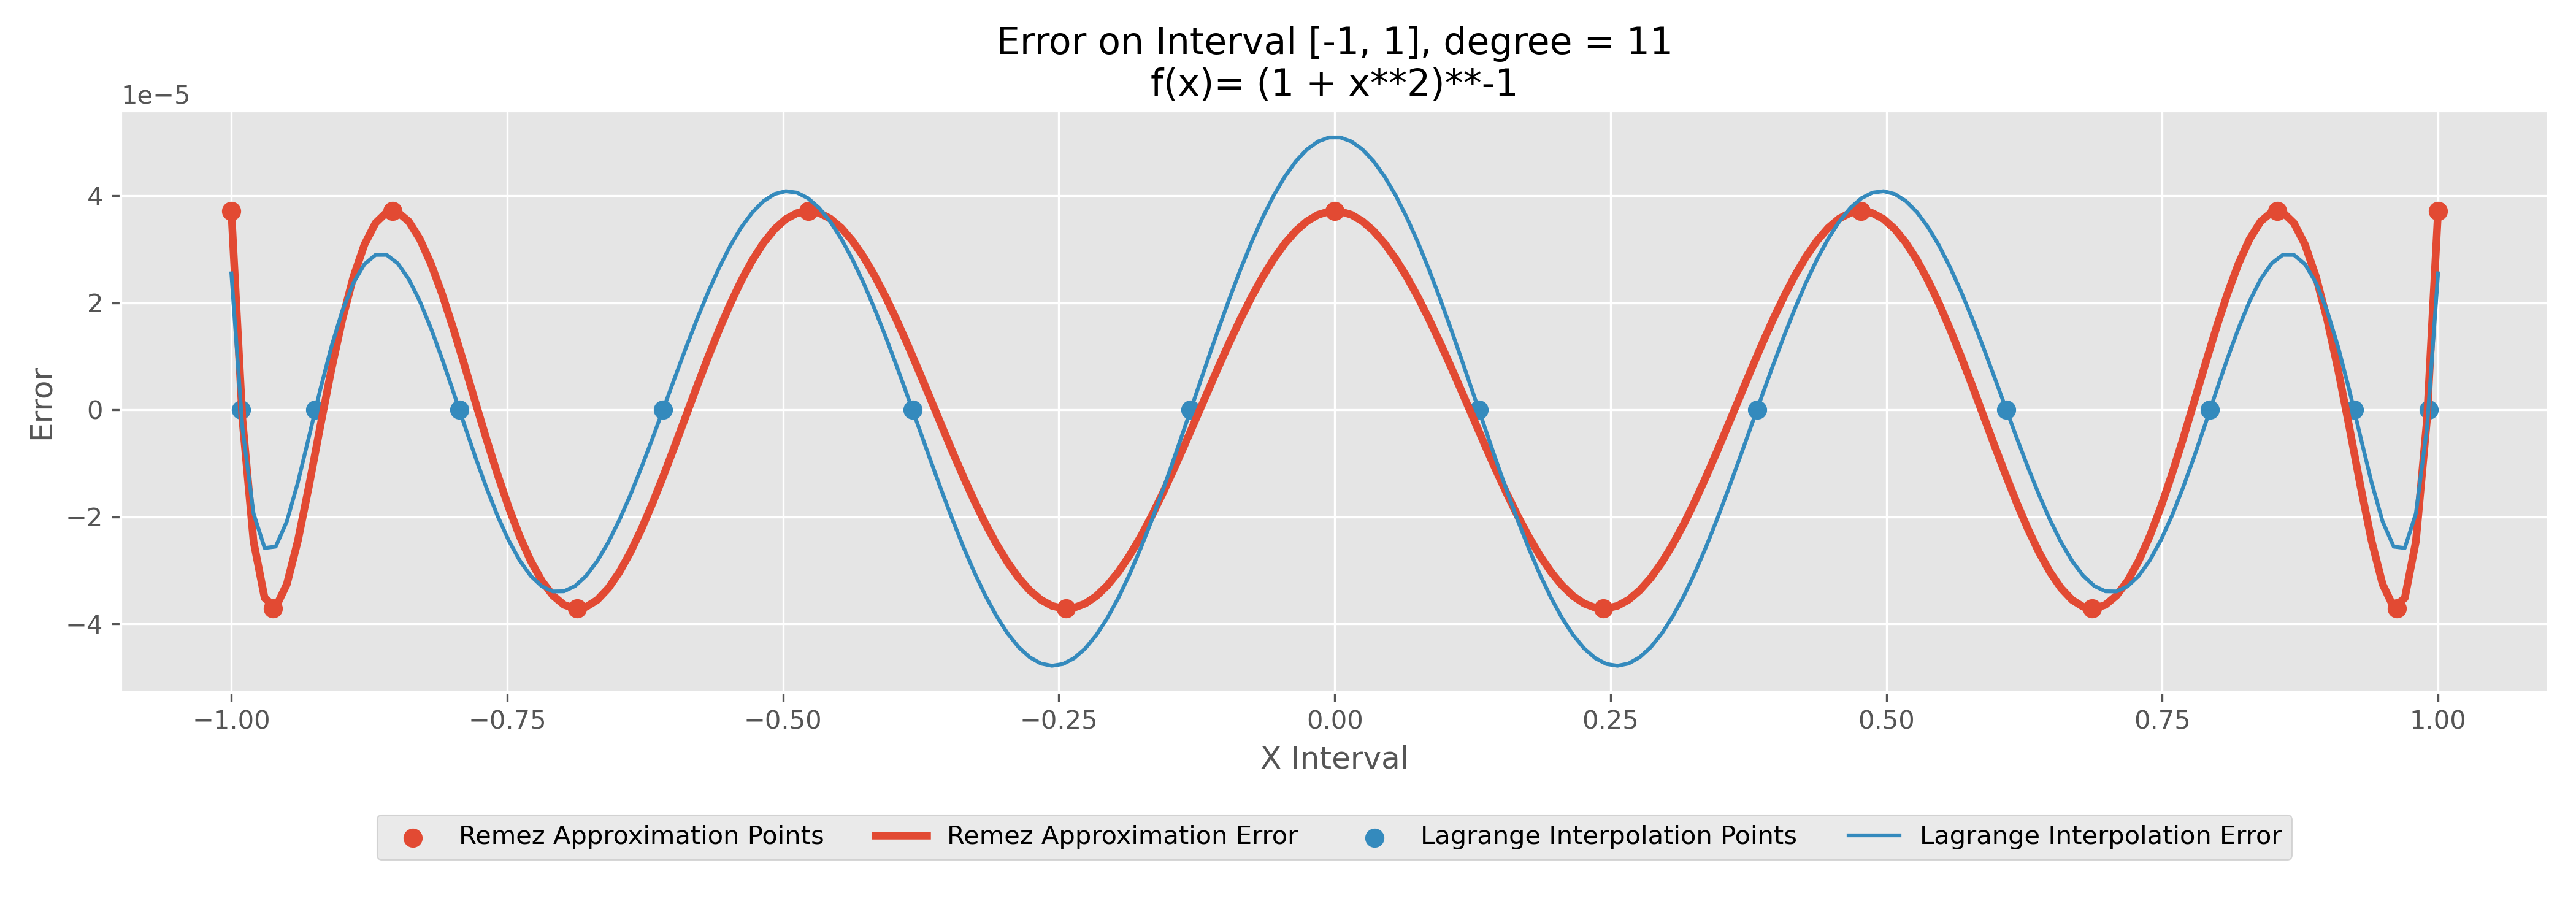 Error on Interval [-1, 1], degree = 11
f(x)= (1 + x**2)**-1
1e−5
4
2
0
−2
−4
Error
−1.00 −0.75 −0.50 −0.25 0.00 0.25 0.50 0.75 1.00
X Interval
Remez Approximation Points Remez Approximation Error Lagrange Interpolation Points Lagrange Interpolation Error